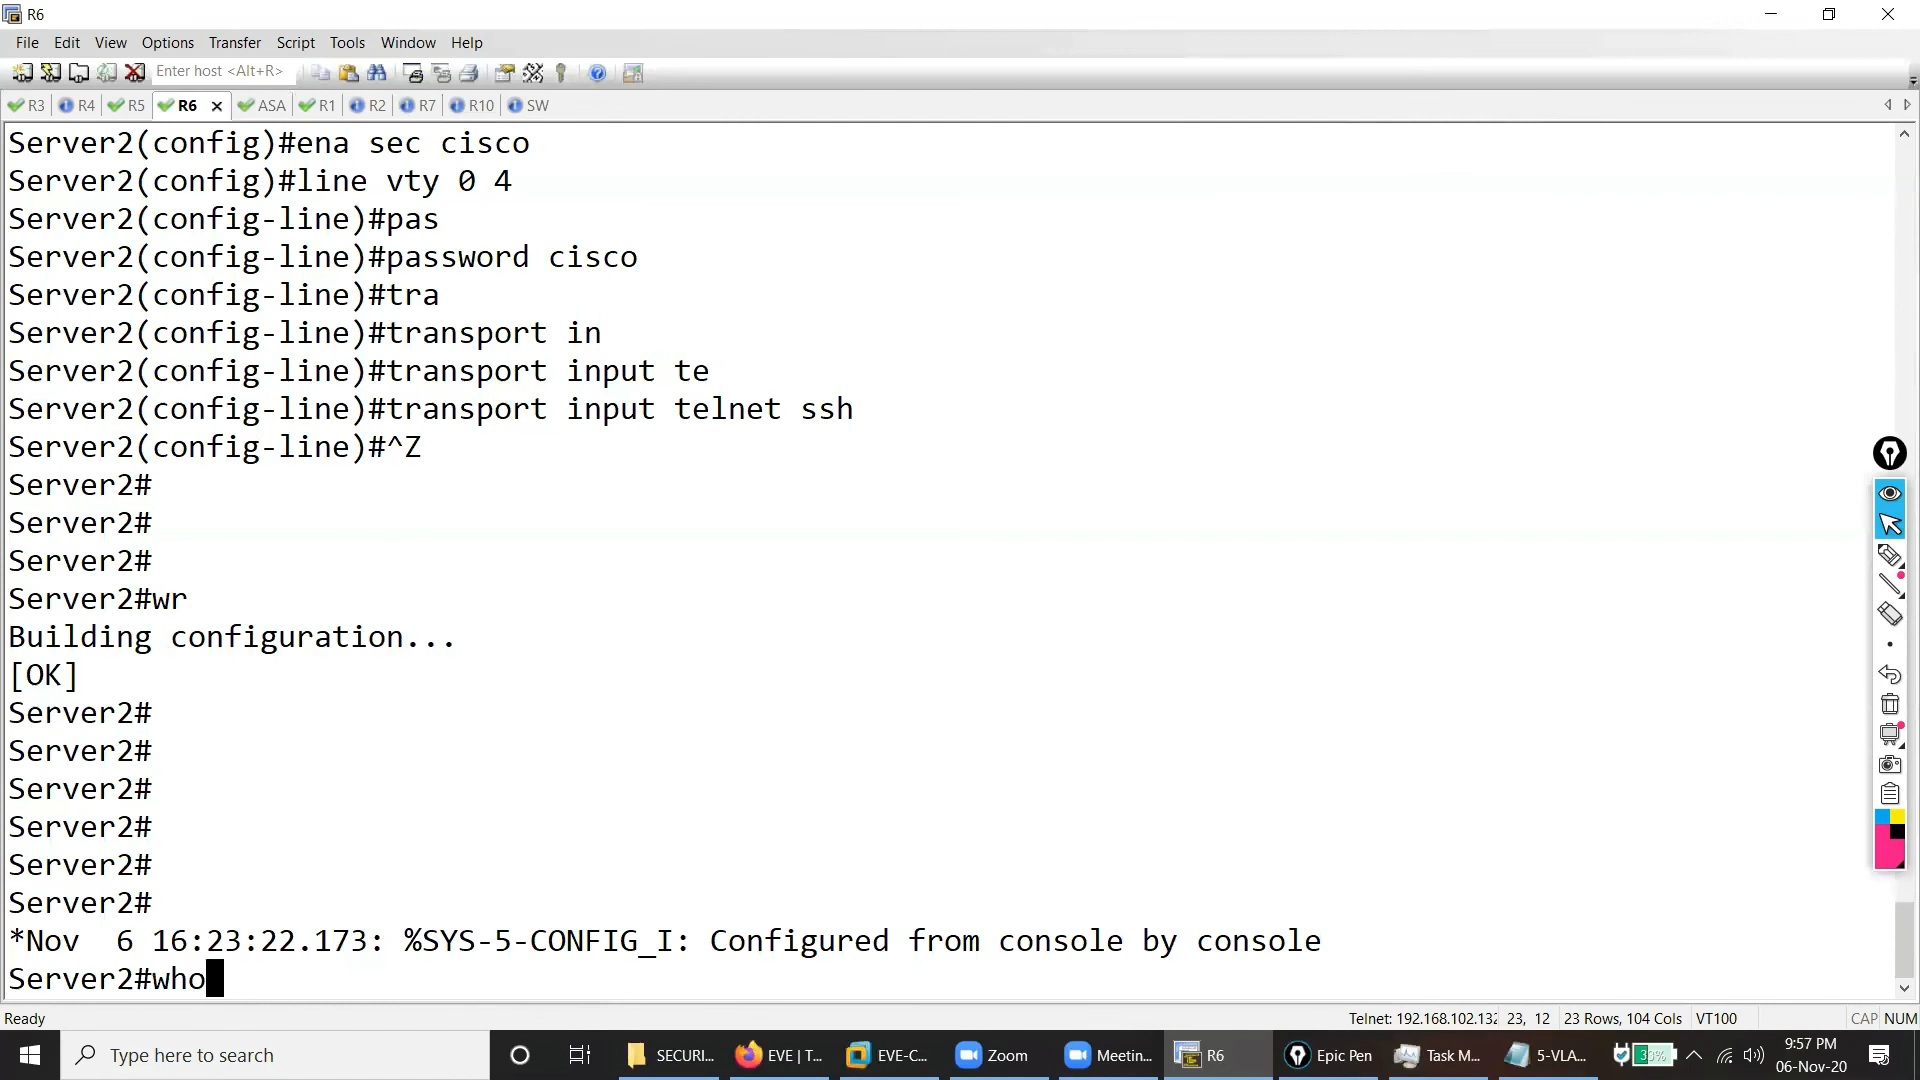 R6
File Edit View Options Transfer Script Tools Window Help
Enter host <Alt+R>
R3 R4 R5 R6 ASA R1 R2 R7 R10 SW
Server2(config)#ena sec cisco
Server2(config)#line vty 0 4
Server2(config-line)#pas
Server2(config-line)#password cisco
Server2(config-line)#tra
Server2(config-line)#transport in
Server2(config-line)#transport input te
Server2(config-line)#transport input telnet ssh
Server2(config-line)#^Z
Server2#
Server2#
Server2#
Server2#wr
Building configuration...
[OK]
Server2#
Server2#
Server2#
Server2#
Server2#
Server2#
*Nov  6 16:23:22.173: %SYS-5-CONFIG_I: Configured from console by console
Server2#who
Ready Telnet: 192.168.102.132 23, 12 23 Rows, 104 Cols VT100 CAP NUM
Type here to search SECURI... EVE | T... EVE-C... Zoom Meetin... R6 Epic Pen Task M... 5-VLA... 9:57 PM
06-Nov-20